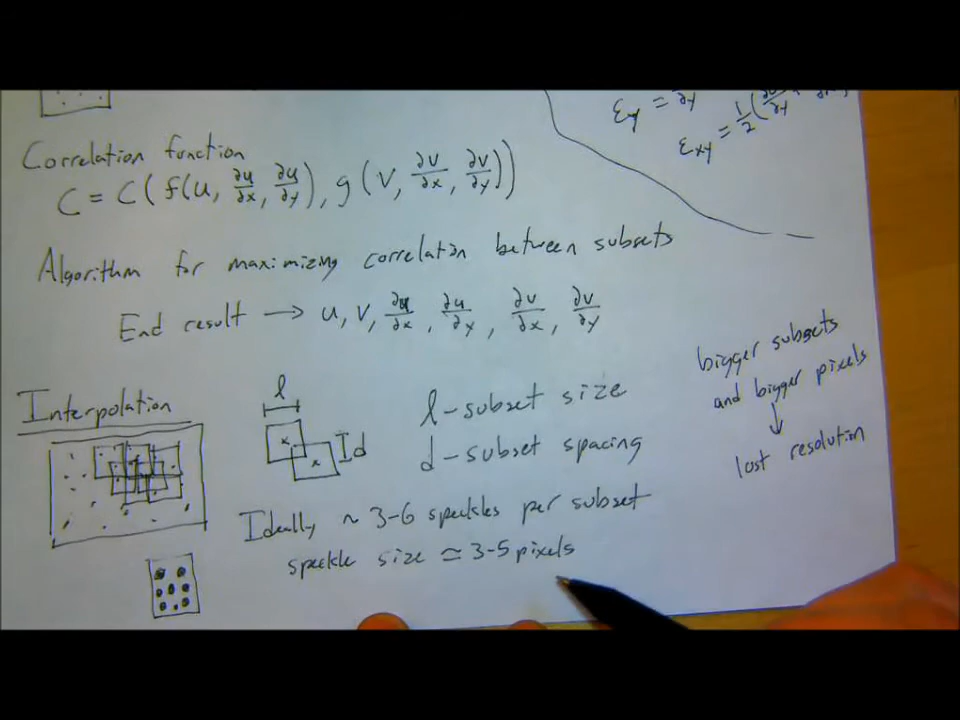 εy = ∂y
εxy = 1/2 (∂u/∂y +
Correlation function
C = C( f(u, ∂u/∂x, ∂u/∂y), g(v, ∂v/∂x, ∂v/∂y))
Algorithm for maximizing correlation between subsets
End result → u, v, ∂u/∂x, ∂u/∂y, ∂v/∂x, ∂v/∂y
bigger subsets
and bigger pixels
↓
lost resolution
Interpolation
l
d
l - subset size
d - subset spacing
Ideally ~ 3-6 speckles per subset
speckle size ≃ 3-5 pixels